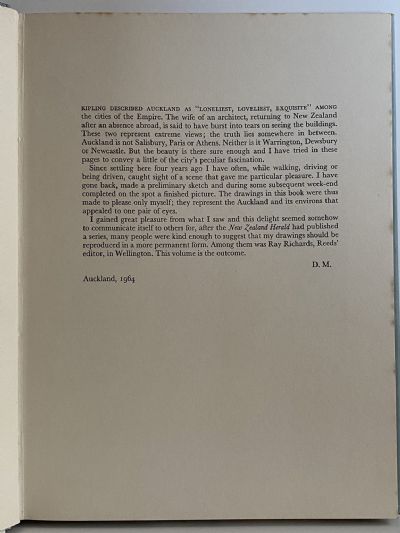 KIPLING DESCRIBED AUCKLAND AS "LONELIEST, LOVELIEST, EXQUISITE" AMONG
the cities of the Empire. The wife of an architect, returning to New Zealand
after an absence abroad, is said to have burst into tears on seeing the buildings.
These two represent extreme views; the truth lies somewhere in between.
Auckland is not Salisbury, Paris or Athens. Neither is it Warrington, Dewsbury
or Newcastle. But the beauty is there sure enough and I have tried in these
pages to convey a little of the city's peculiar fascination.
Since settling here four years ago I have often, while walking, driving or
being driven, caught sight of a scene that gave me particular pleasure. I have
gone back, made a preliminary sketch and during some subsequent week-end
completed on the spot a finished picture. The drawings in this book were thus
made to please only myself; they represent the Auckland and its environs that
appealed to one pair of eyes.
I gained great pleasure from what I saw and this delight seemed somehow
to communicate itself to others for, after the New Zealand Herald had published
a series, many people were kind enough to suggest that my drawings should be
reproduced in a more permanent form. Among them was Ray Richards, Reeds'
editor, in Wellington. This volume is the outcome.
D. M.
Auckland, 1964